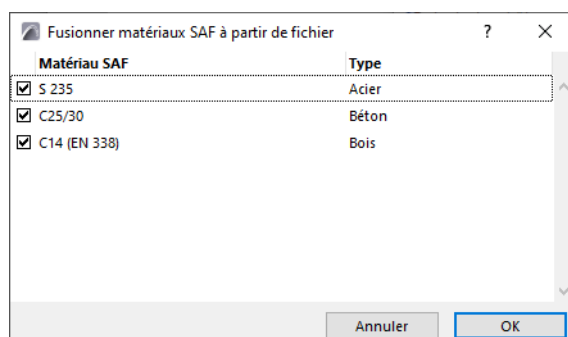 Fusionner matériaux SAF à partir de fichier ?
Matériau SAF Type
S 235 Acier
C25/30 Béton
C14 (EN 338) Bois
Annuler OK